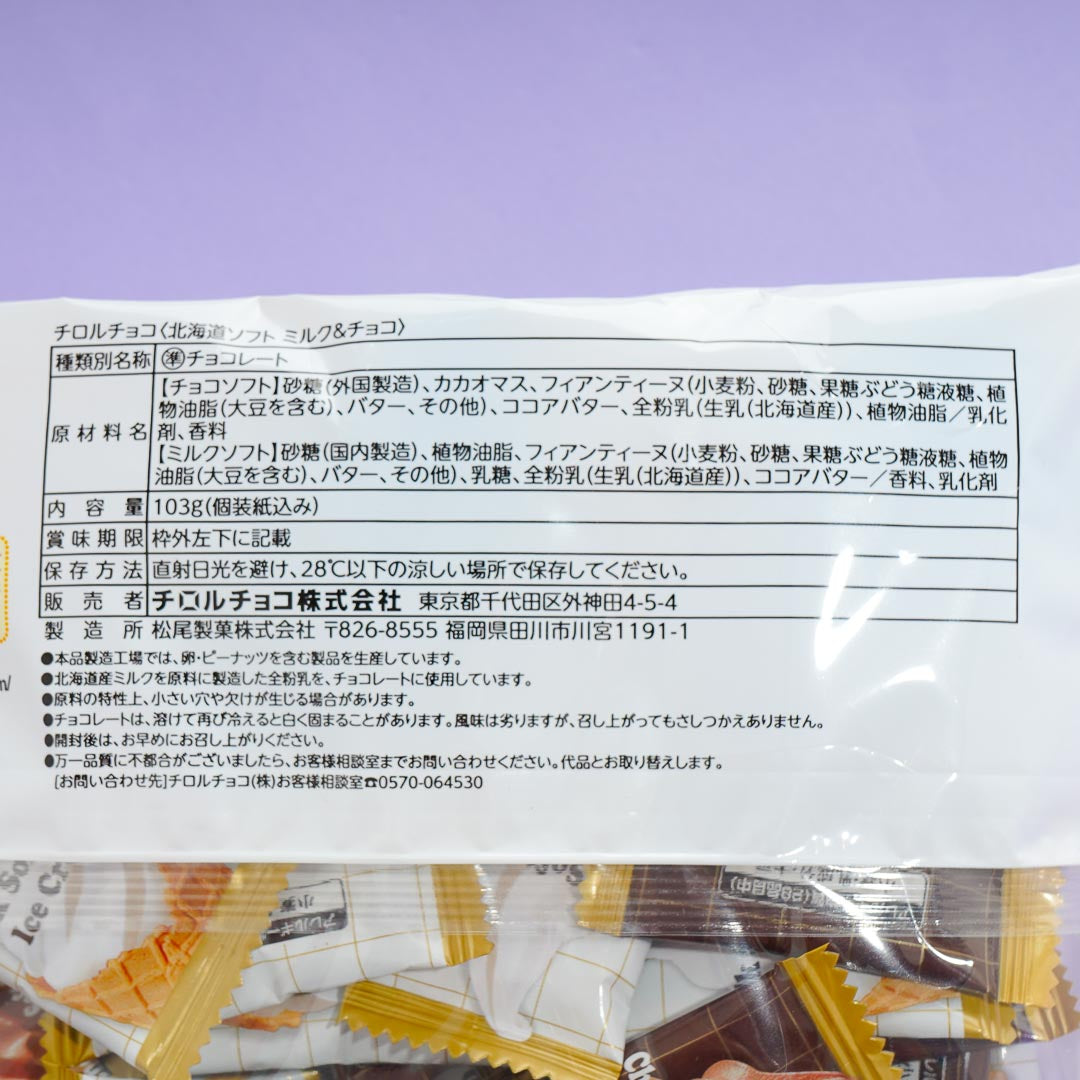 チロルチョコ〈北海道ソフト ミルク&チョコ〉
種類別名称 ㊟チョコレート
原材料名
【チョコソフト】砂糖(外国製造)、カカオマス、フィアンティーヌ(小麦粉、砂糖、果糖ぶどう糖液糖、植
物油脂(大豆を含む)、バター、その他)、ココアバター、全粉乳(生乳(北海道産))、植物油脂／乳化
剤、香料
【ミルクソフト】砂糖(国内製造)、植物油脂、フィアンティーヌ(小麦粉、砂糖、果糖ぶどう糖液糖、植物
油脂(大豆を含む)、バター、その他)、乳糖、全粉乳(生乳(北海道産))、ココアバター／香料、乳化剤
内容量 103g(個装紙込み)
賞味期限 枠外左下に記載
保存方法 直射日光を避け、28℃以下の涼しい場所で保存してください。
販売者 チロルチョコ株式会社 東京都千代田区外神田4-5-4
製造所 松尾製菓株式会社 〒826-8555 福岡県田川市川宮1191-1
●本品製造工場では、卵・ピーナッツを含む製品を生産しています。
●北海道産ミルクを原料に製造した全粉乳を、チョコレートに使用しています。
●原料の特性上、小さい穴や欠けが生じる場合があります。
●チョコレートは、溶けて再び冷えると白く固まることがあります。風味は劣りますが、召し上がってもさしつかえありません。
●開封後は、お早めにお召し上がりください。
●万一品質に不都合がございましたら、お客様相談室までお問い合わせください。代品とお取り替えします。
[お問い合わせ先]チロルチョコ(株)お客様相談室☎0570-064530
アレルギー
小麦
(28品目中)